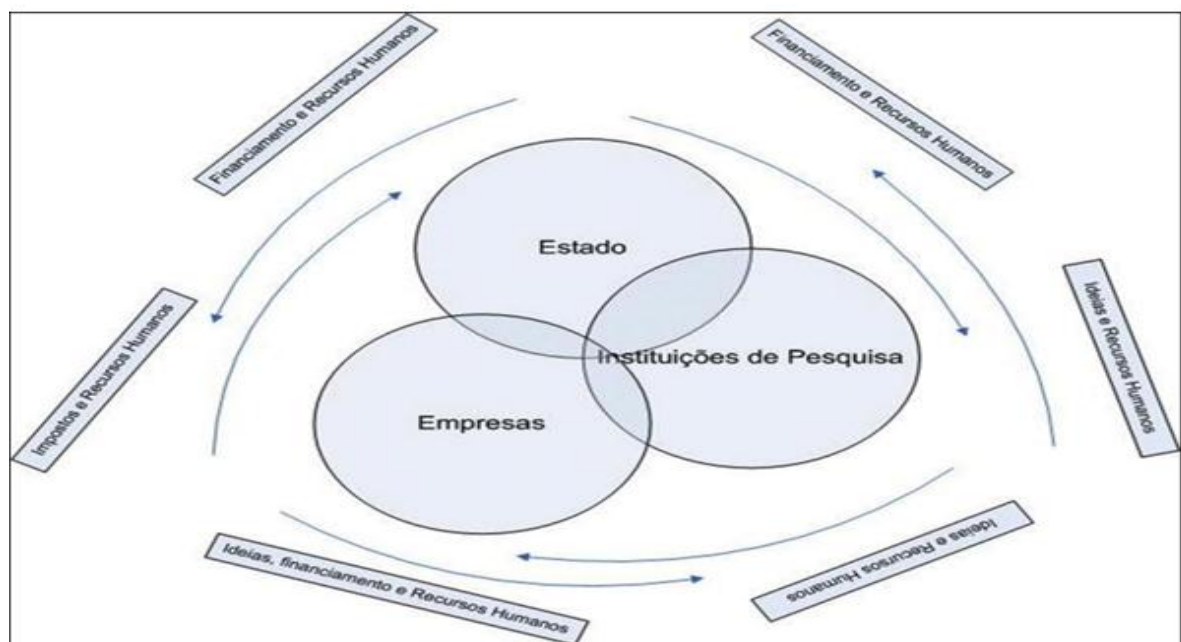 Financiamento e Recursos Humanos
Financiamento e Recursos Humanos
Estado
Ideias e Recursos Humanos
Impostos e Recursos Humanos
Instituições de Pesquisa
Empresas
Ideias e Recursos Humanos
Ideias, financiamento e Recursos Humanos